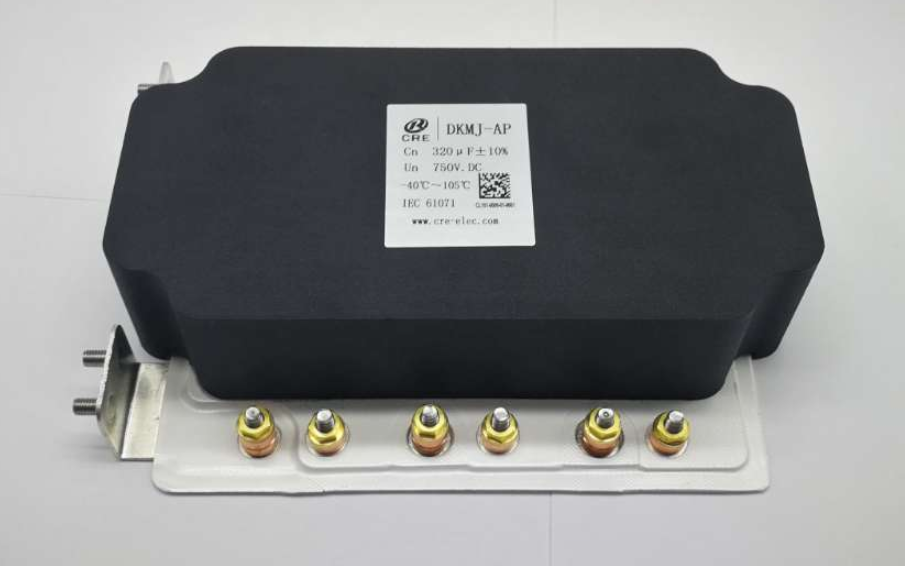 CRE
DKMJ-AP
Cn 320μF±10%
Un 750V.DC
-40℃~105℃
IEC 61071
www.cre-elec.com